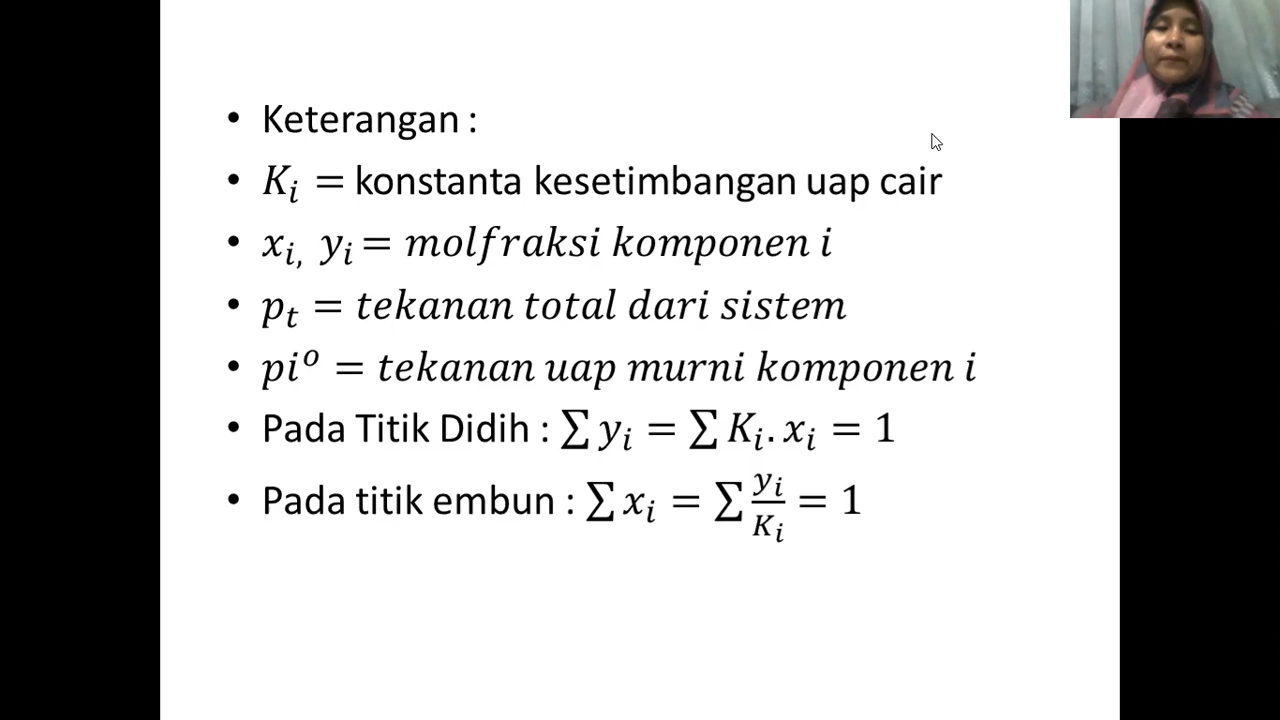 • Keterangan :
• Kᵢ = konstanta kesetimbangan uap cair
• xᵢ, yᵢ = molfraksi komponen i
• pₜ = tekanan total dari sistem
• piᵒ = tekanan uap murni komponen i
• Pada Titik Didih : ∑ yᵢ = ∑ Kᵢ. xᵢ = 1
• Pada titik embun : ∑ xᵢ = ∑ yᵢ/Kᵢ = 1